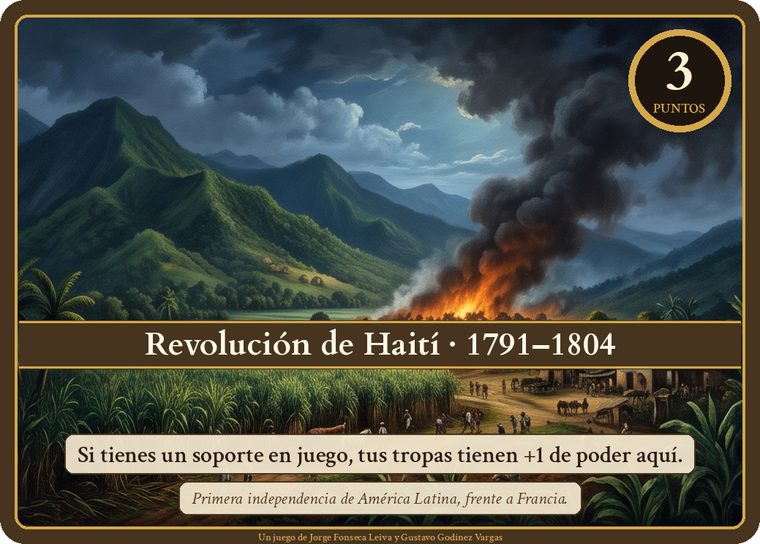 3
PUNTOS
Revolución de Haití · 1791–1804
Si tienes un soporte en juego, tus tropas tienen +1 de poder aquí.
Primera independencia de América Latina, frente a Francia.
Un juego de Jorge Fonseca Leiva y Gustavo Godínez Vargas